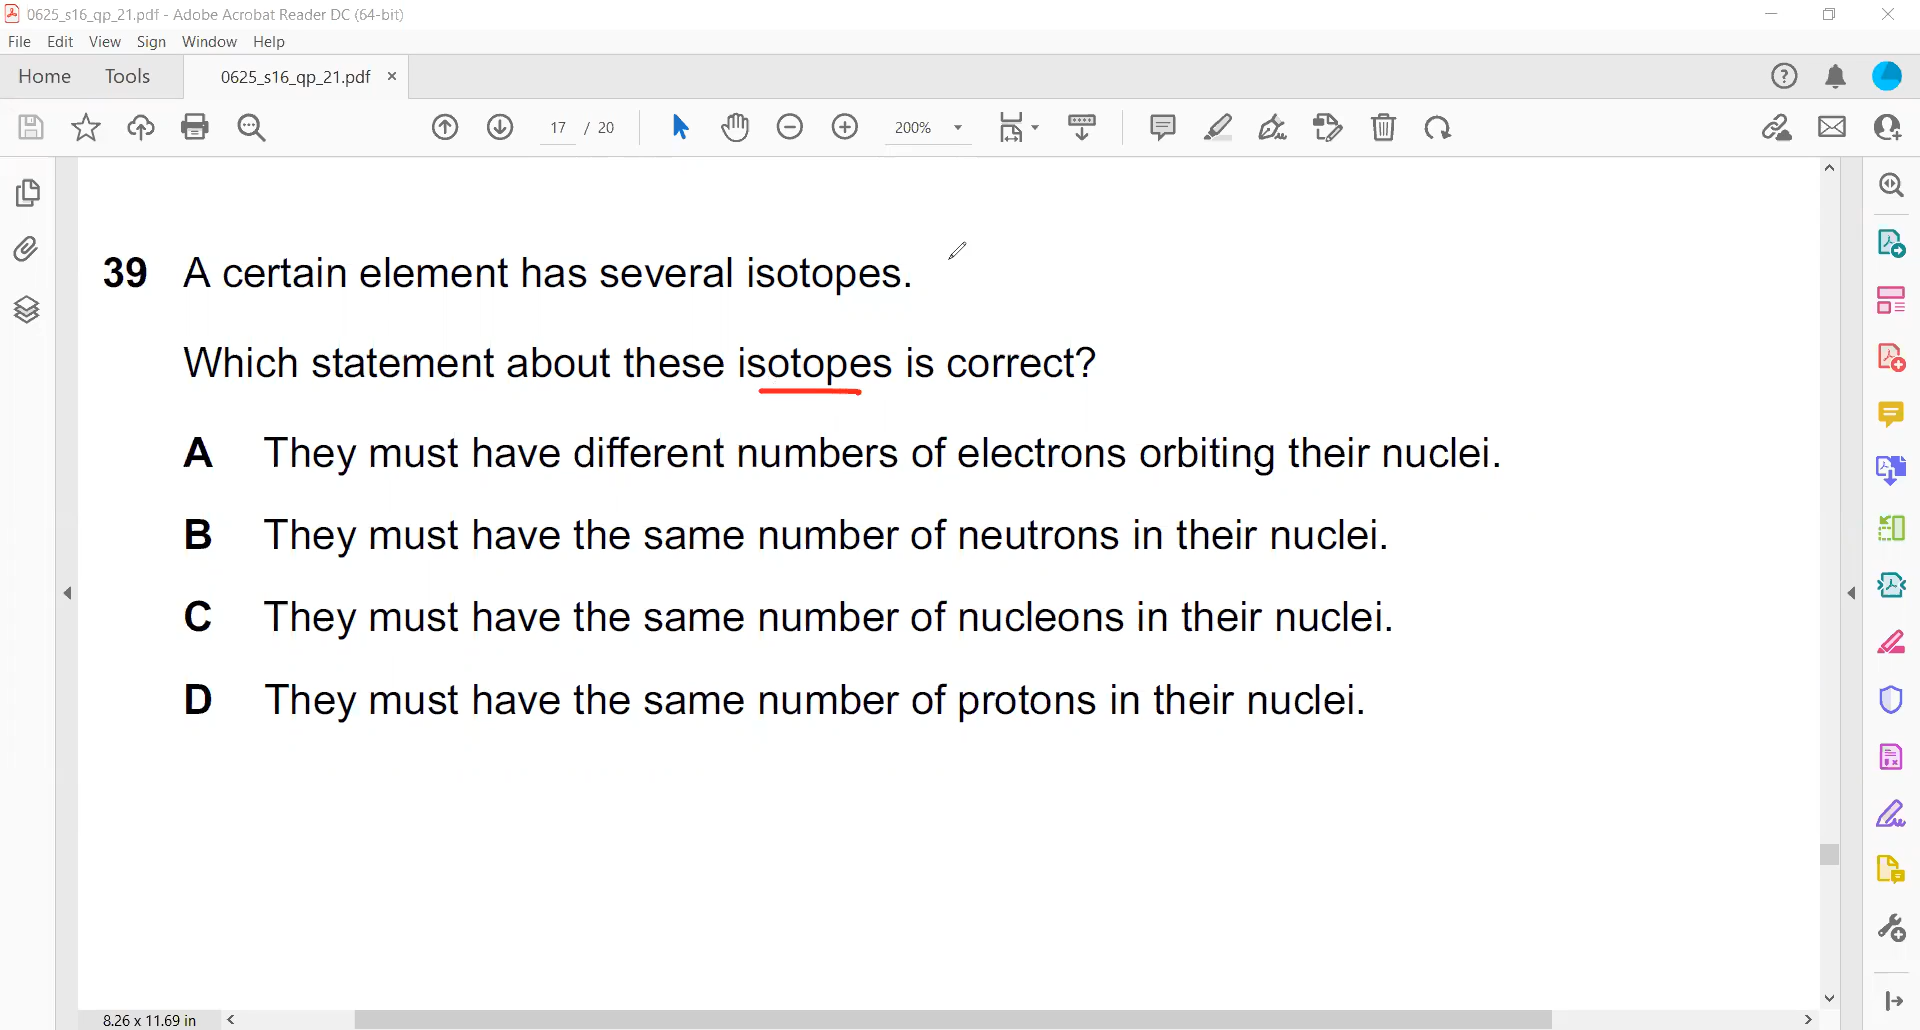 0625_s16_qp_21.pdf - Adobe Acrobat Reader DC (64-bit)
File Edit View Sign Window Help
Home Tools 0625_s16_qp_21.pdf ×
17 / 20 200%
39 A certain element has several isotopes.
Which statement about these isotopes is correct?
A They must have different numbers of electrons orbiting their nuclei.
B They must have the same number of neutrons in their nuclei.
C They must have the same number of nucleons in their nuclei.
D They must have the same number of protons in their nuclei.
8.26 x 11.69 in